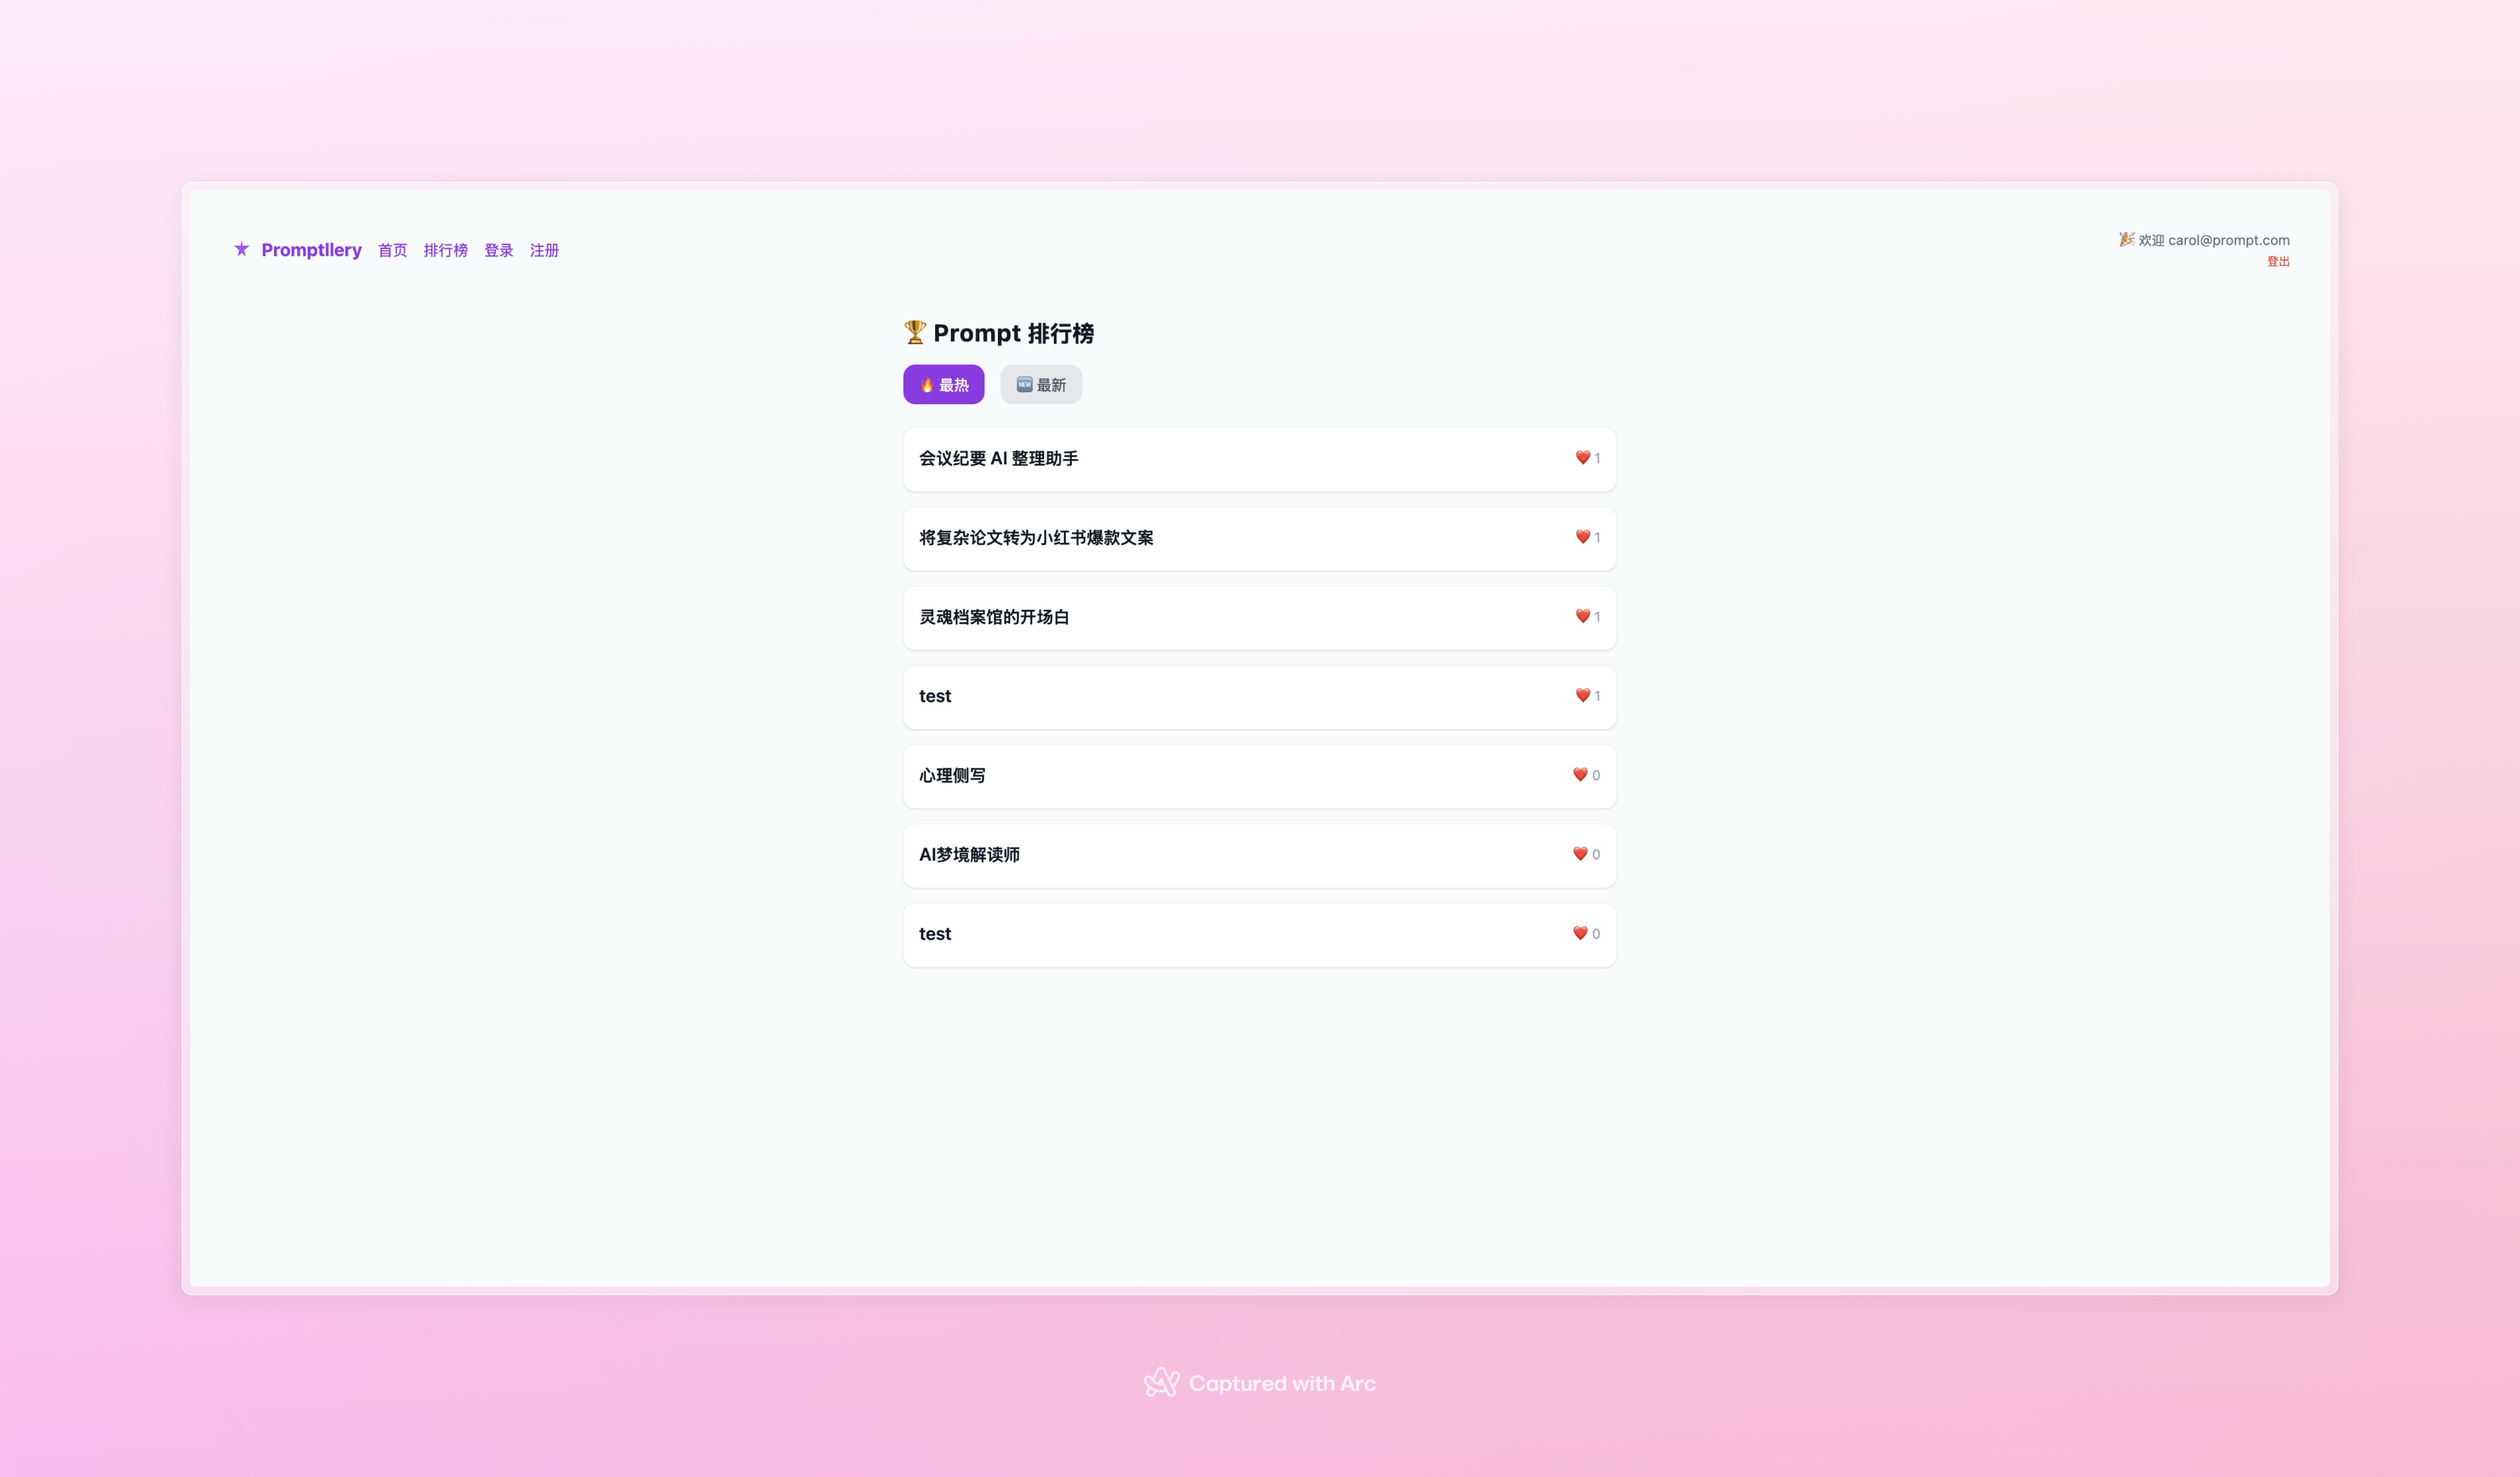 Promptllery 首页 排行榜 登录 注册
🎉 欢迎 carol@prompt.com
登出
🏆 Prompt 排行榜
🔥 最热 🆕 最新
会议纪要 AI 整理助手 ❤️ 1
将复杂论文转为小红书爆款文案 ❤️ 1
灵魂档案馆的开场白 ❤️ 1
test ❤️ 1
心理侧写 ❤️ 0
AI梦境解读师 ❤️ 0
test ❤️ 0
Captured with Arc